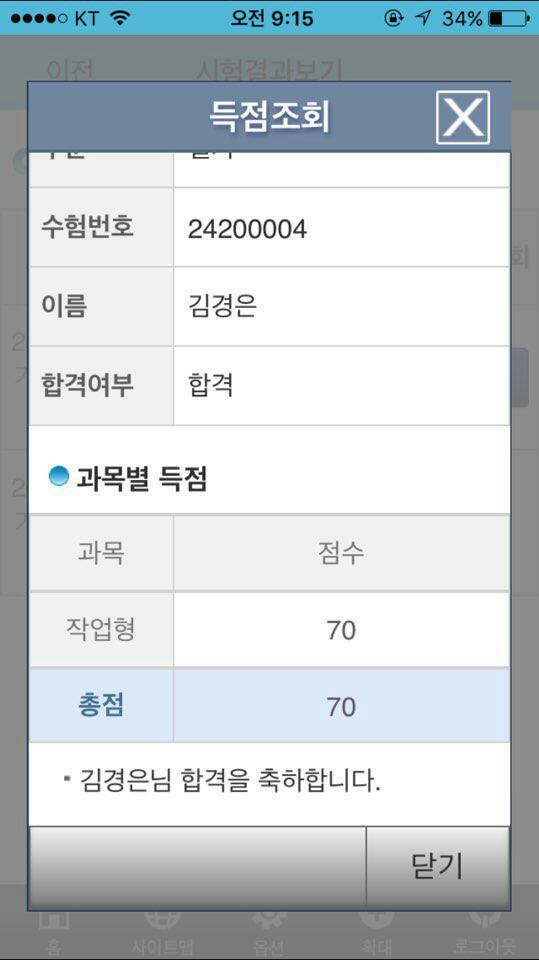 KT 오전 9:15 34%
이전 시험결과보기
득점조회
수험번호 24200004
이름 김경은
합격여부 합격
과목별 득점
과목 점수
작업형 70
총점 70
김경은님 합격을 축하합니다.
닫기
홈 사이트맵 옵션 확대 로그아웃